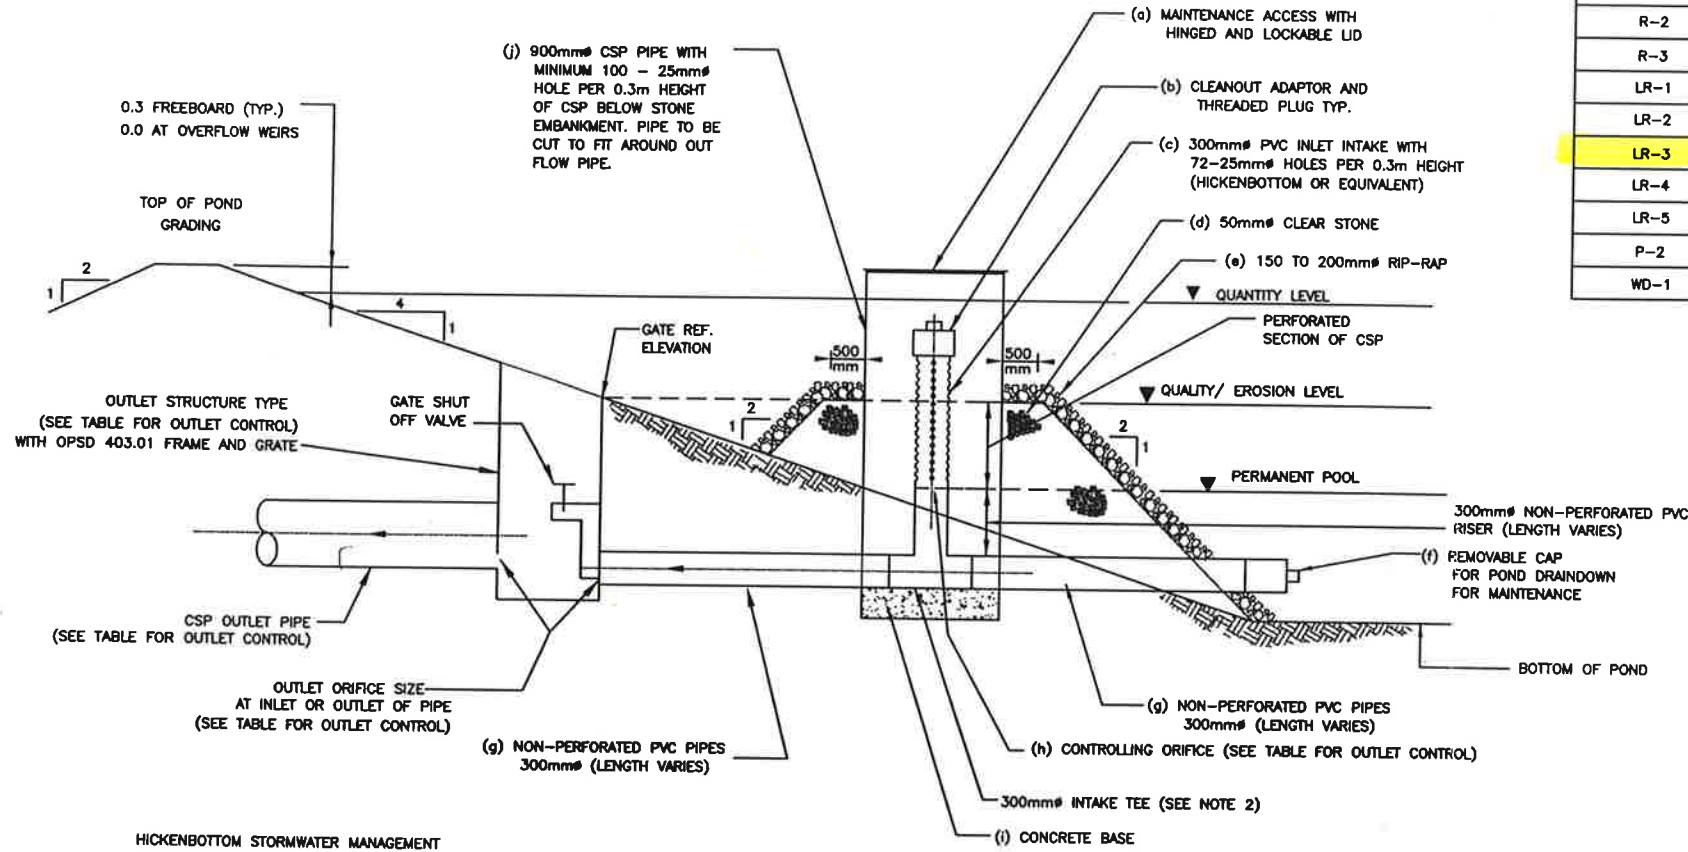 (a) MAINTENANCE ACCESS WITH
HINGED AND LOCKABLE LID
(j) 900mmø CSP PIPE WITH
MINIMUM 100 - 25mmø
HOLE PER 0.3m HEIGHT
OF CSP BELOW STONE
EMBANKMENT. PIPE TO BE
CUT TO FIT AROUND OUT
FLOW PIPE.
(b) CLEANOUT ADAPTOR AND
THREADED PLUG TYP.
0.3 FREEBOARD (TYP.)
0.0 AT OVERFLOW WEIRS
(c) 300mmø PVC INLET INTAKE WITH
72-25mmø HOLES PER 0.3m HEIGHT
(HICKENBOTTOM OR EQUIVALENT)
TOP OF POND
GRADING
(d) 50mmø CLEAR STONE
(e) 150 TO 200mmø RIP-RAP
2
1
4
1
QUANTITY LEVEL
PERFORATED
SECTION OF CSP
GATE REF.
ELEVATION
500
mm
500
mm
QUALITY/ EROSION LEVEL
OUTLET STRUCTURE TYPE
(SEE TABLE FOR OUTLET CONTROL)
WITH OPSD 403.01 FRAME AND GRATE
GATE SHUT
OFF VALVE
2
1
2
1
PERMANENT POOL
300mmø NON-PERFORATED PVC
RISER (LENGTH VARIES)
(f) REMOVABLE CAP
FOR POND DRAINDOWN
FOR MAINTENANCE
CSP OUTLET PIPE
(SEE TABLE FOR OUTLET CONTROL)
BOTTOM OF POND
OUTLET ORIFICE SIZE
AT INLET OR OUTLET OF PIPE
(SEE TABLE FOR OUTLET CONTROL)
(g) NON-PERFORATED PVC PIPES
300mmø (LENGTH VARIES)
(g) NON-PERFORATED PVC PIPES
300mmø (LENGTH VARIES)
(h) CONTROLLING ORIFICE (SEE TABLE FOR OUTLET CONTROL)
300mmø INTAKE TEE (SEE NOTE 2)
(i) CONCRETE BASE
HICKENBOTTOM STORMWATER MANAGEMENT
R-2
R-3
LR-1
LR-2
LR-3
LR-4
LR-5
P-2
WD-1